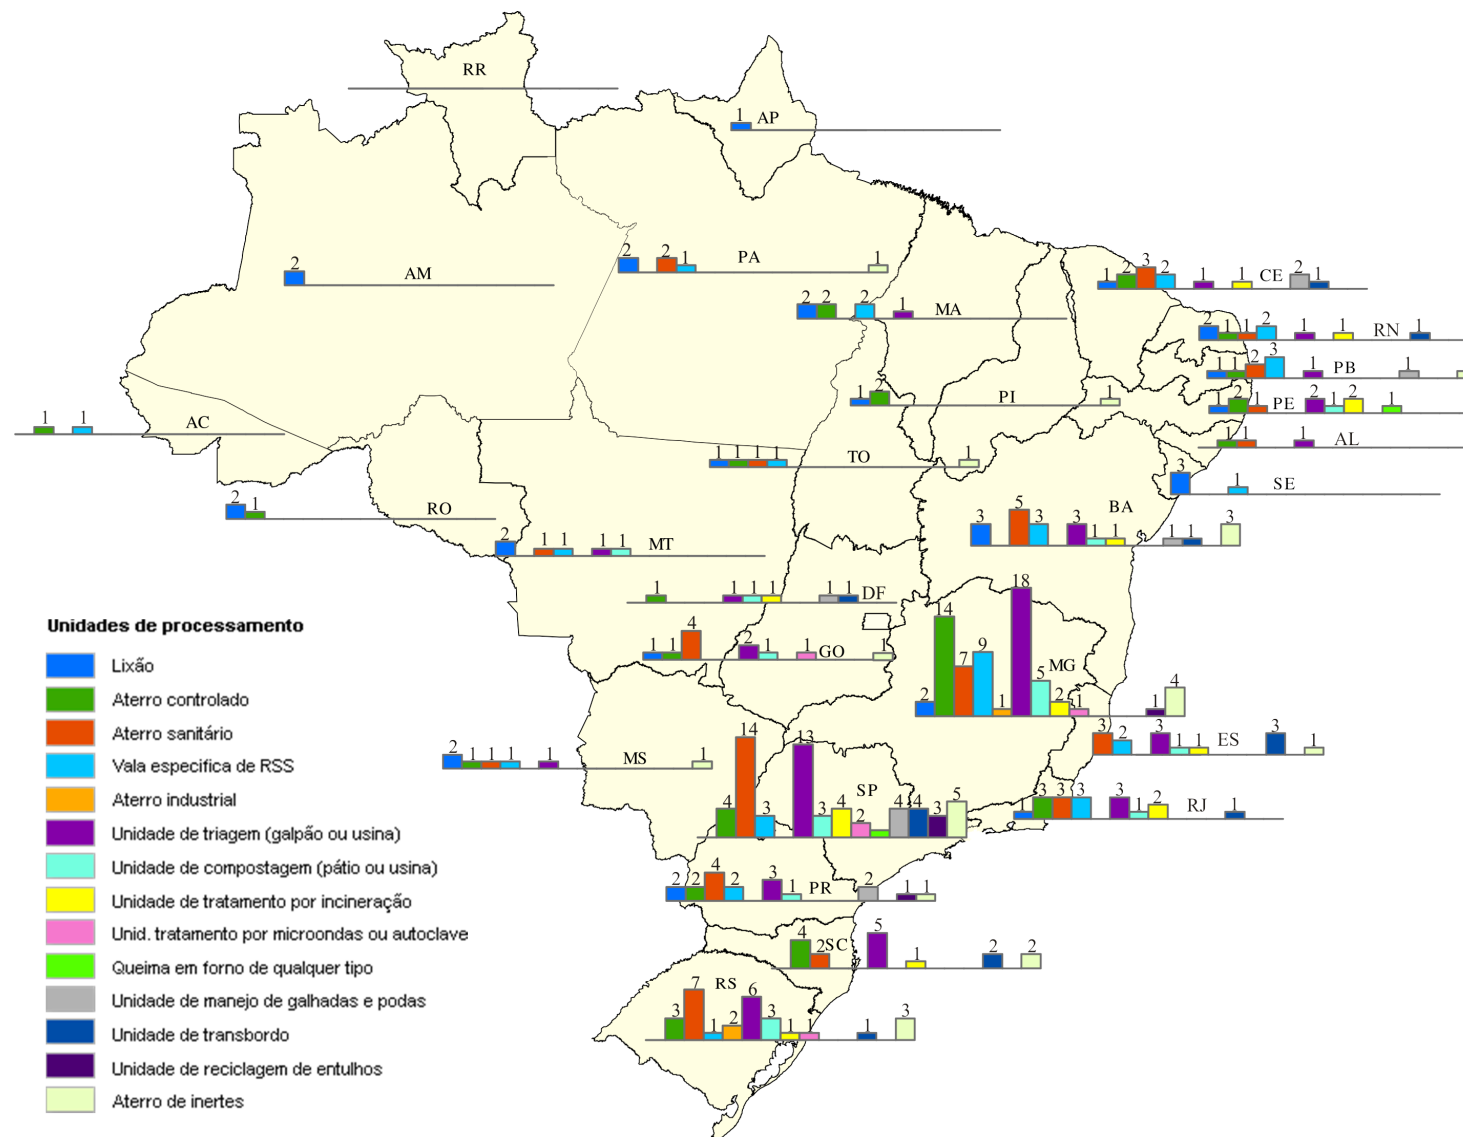 RR
1 AP
2 AM
2 2 1 PA 1
1 2 3 2 1 1 CE 2 1
2 2 2 1 MA
2 1 1 2 1 1 RN 1
1 1 2 3 1 PB 1
1 2 PI 1
1 2 1 PE 2 1 2 1
1 1 AC
1 1 1 AL
1 1 1 1 TO 1
3 1 SE
2 1 RO
3 5 3 3 1 1 BA 1 1 3
2 1 1 1 1 MT
1 1 1 1 1 1 DF
1 1 4 2 1 1 GO 1
2 14 7 9 1 18 5 2 1 MG 1 4
3 2 3 1 1 ES 3 1
2 1 1 1 1 MS 1
4 14 3 13 3 4 2 SP 4 4 3 5
1 3 3 3 3 1 2 RJ 1
2 2 4 2 3 1 PR 2 1 1
4 2 SC 5 1 2 2
3 7 1 2 RS 6 3 1 1 1 3
Unidades de processamento
Lixão
Aterro controlado
Aterro sanitário
Vala especifica de RSS
Aterro industrial
Unidade de triagem (galpão ou usina)
Unidade de compostagem (pátio ou usina)
Unidade de tratamento por incineração
Unid. tratamento por microondas ou autoclave
Queima em forno de qualquer tipo
Unidade de manejo de galhadas e podas
Unidade de transbordo
Unidade de reciclagem de entulhos
Aterro de inertes